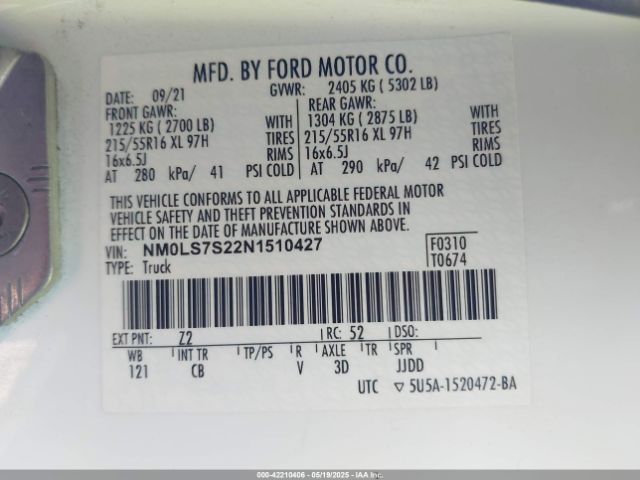 MFD. BY FORD MOTOR CO.
DATE: 09/21 GVWR: 2405 KG ( 5302 LB)
FRONT GAWR: REAR GAWR:
1225 KG ( 2700 LB) WITH 1304 KG ( 2875 LB) WITH
215/55R16 XL 97H TIRES 215/55R16 XL 97H TIRES
16x6.5J RIMS 16x6.5J RIMS
AT 280 kPa/ 41 PSI COLD AT 290 kPa/ 42 PSI COLD
THIS VEHICLE CONFORMS TO ALL APPLICABLE FEDERAL MOTOR
VEHICLE SAFETY AND THEFT PREVENTION STANDARDS IN
EFFECT ON THE DATE OF MANUFACTURE SHOWN ABOVE.
VIN: NM0LS7S22N1510427 F0310
TYPE: Truck T0674
EXT PNT: Z2 RC: 52 DSO:
WB INT TR TP/PS R AXLE TR SPR
121 CB V 3D JJDD
UTC ▽ 5U5A-1520472-BA
000-42210406 - 05/19/2025 - IAA Inc.